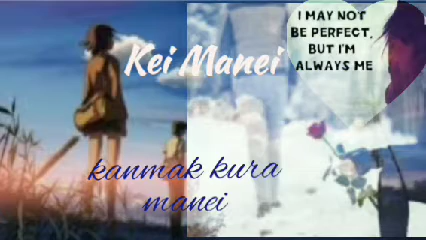 Kei Manei
I MAY NOT
BE PERFECT,
BUT I'M
ALWAYS ME
kanmak kura
manei